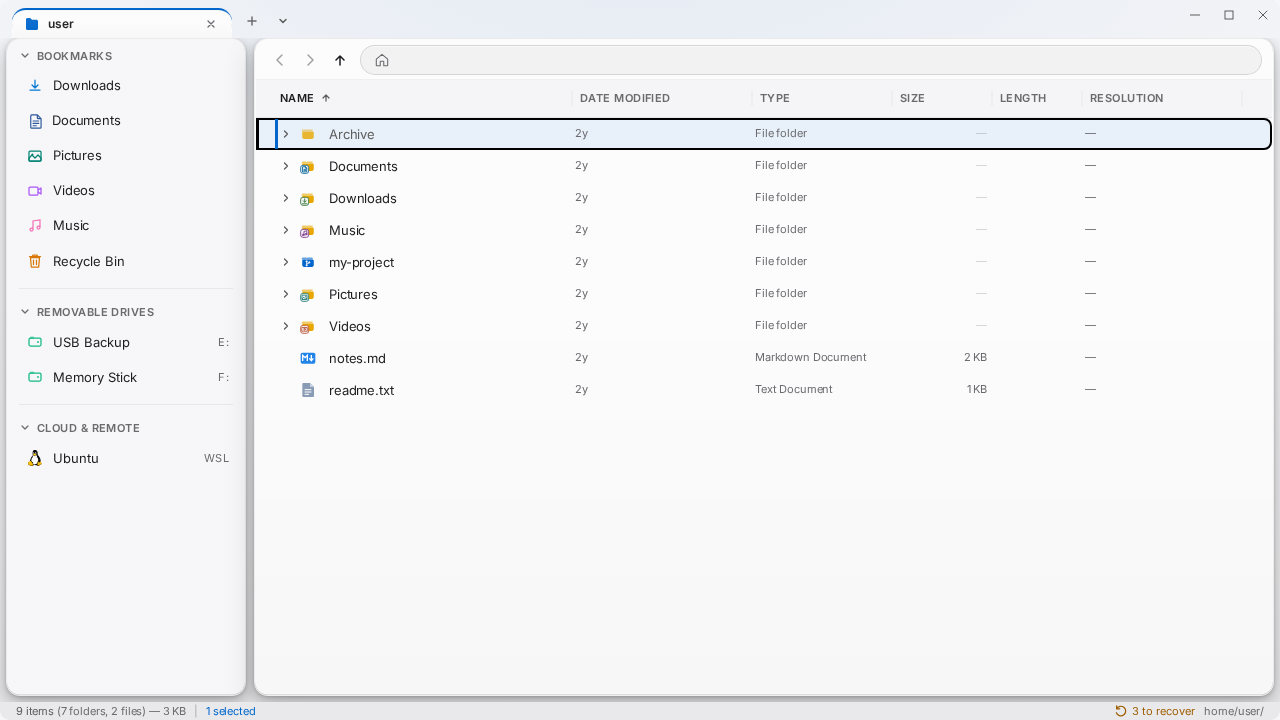 user
BOOKMARKS
Downloads
Documents
Pictures
Videos
Music
Recycle Bin
REMOVABLE DRIVES
USB Backup E:
Memory Stick F:
CLOUD & REMOTE
Ubuntu WSL
NAME DATE MODIFIED TYPE SIZE LENGTH RESOLUTION
Archive 2y File folder — —
Documents 2y File folder — —
Downloads 2y File folder — —
Music 2y File folder — —
my-project 2y File folder — —
Pictures 2y File folder — —
Videos 2y File folder — —
notes.md 2y Markdown Document 2 KB —
readme.txt 2y Text Document 1 KB —
9 items (7 folders, 2 files) — 3 KB | 1 selected
3 to recover home/user/